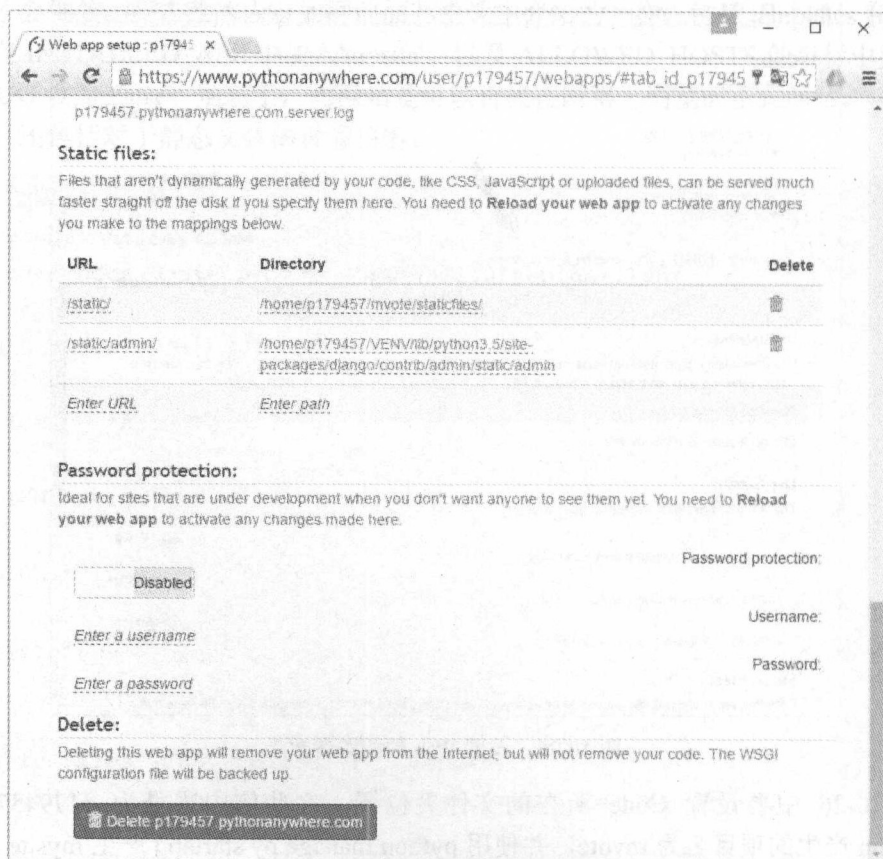 Web app setup : p17945
https://www.pythonanywhere.com/user/p179457/webapps/#tab_id_p17945
p179457.pythonanywhere.com.server.log
Static files:
Files that aren't dynamically generated by your code, like CSS, JavaScript or uploaded files, can be served much
faster straight off the disk if you specify them here. You need to Reload your web app to activate any changes
you make to the mappings below.
URL Directory Delete
/static/ /home/p179457/mvote/staticfiles/
/static/admin/ /home/p179457/VENV/lib/python3.5/site-
packages/django/contrib/admin/static/admin
Enter URL Enter path
Password protection:
Ideal for sites that are under development when you don't want anyone to see them yet. You need to Reload
your web app to activate any changes made here.
Password protection:
Disabled
Username:
Enter a username
Password:
Enter a password
Delete:
Deleting this web app will remove your web app from the Internet, but will not remove your code. The WSGI
configuration file will be backed up.
Delete p179457.pythonanywhere.com